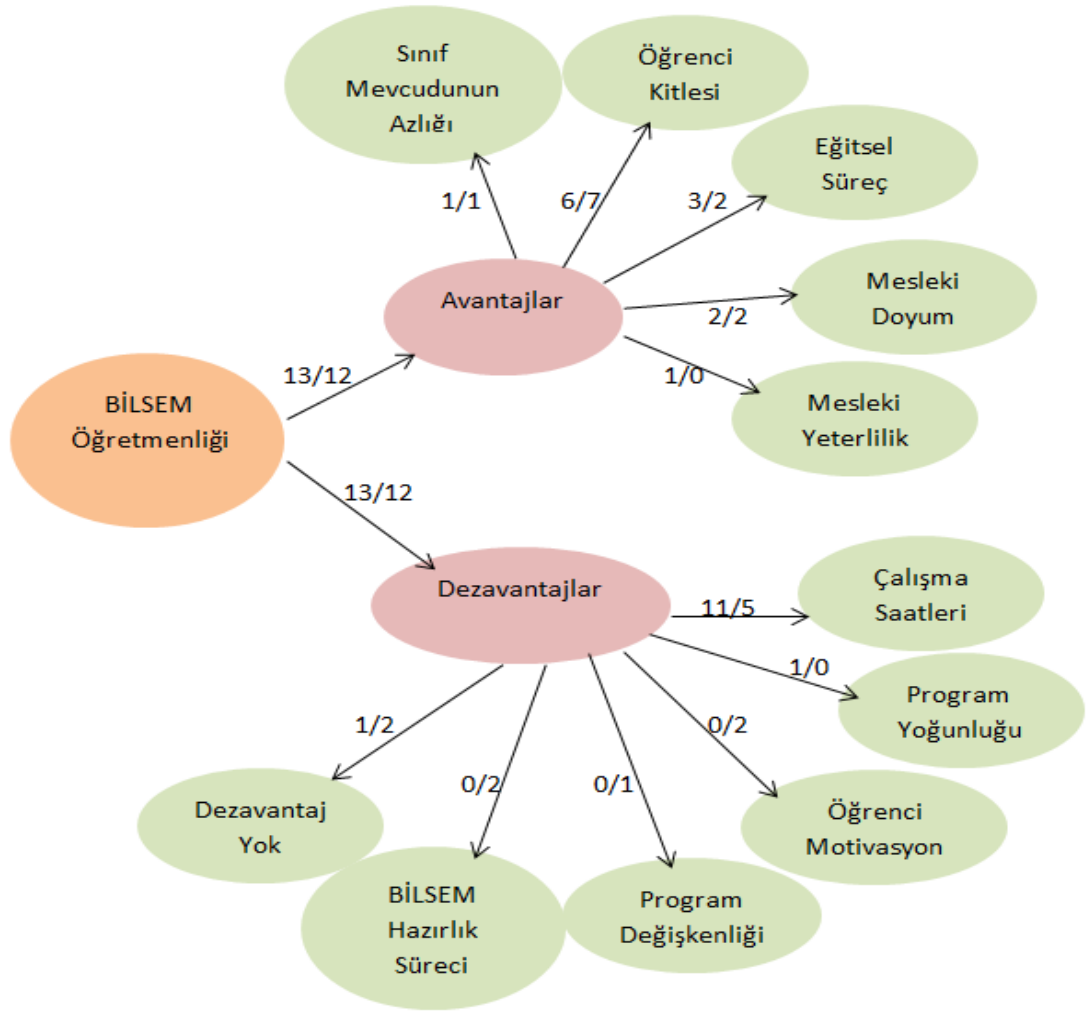 Sınıf
Mevcudunun
Azlığı
Öğrenci
Kitlesi
Eğitsel
Süreç
1/1
6/7
3/2
Avantajlar
Mesleki
Doyum
2/2
1/0
13/12
Mesleki
Yeterlilik
BİLSEM
Öğretmenliği
13/12
Dezavantajlar
Çalışma
Saatleri
11/5
1/0
Program
Yoğunluğu
1/2
0/2
0/1
0/2
Dezavantaj
Yok
Öğrenci
Motivasyon
BİLSEM
Hazırlık
Süreci
Program
Değişkenliği